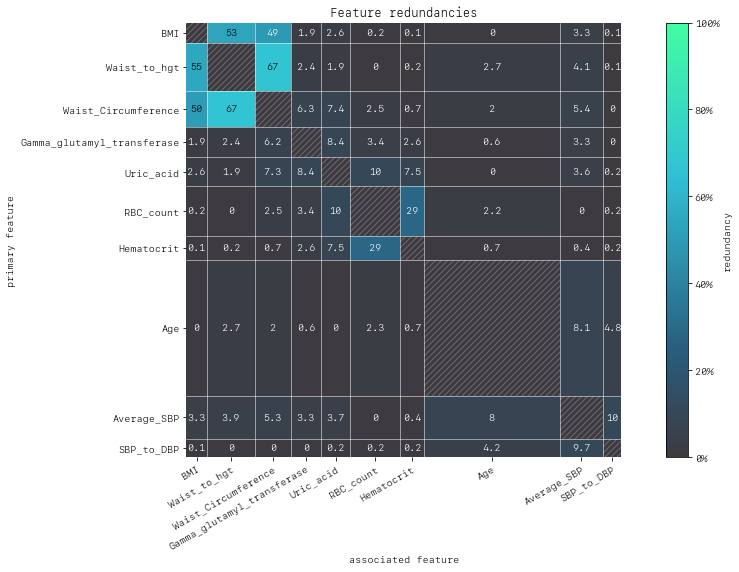 Feature redundancies
BMI 53 49 1.9 2.6 0.2 0.1 0 3.3 0.1
Waist_to_hgt 55 67 2.4 1.9 0 0.2 2.7 4.1 0.1
Waist_Circumference 50 67 6.3 7.4 2.5 0.7 2 5.4 0
Gamma_glutamyl_transferase 1.9 2.4 6.2 8.4 3.4 2.6 0.6 3.3 0
Uric_acid 2.6 1.9 7.3 8.4 10 7.5 0 3.6 0.2
RBC_count 0.2 0 2.5 3.4 10 29 2.2 0 0.2
Hematocrit 0.1 0.2 0.7 2.6 7.5 29 0.7 0.4 0.2
Age 0 2.7 2 0.6 0 2.3 0.7 8.1 4.8
Average_SBP 3.3 3.9 5.3 3.3 3.7 0 0.4 8 10
SBP_to_DBP 0.1 0 0 0 0.2 0.2 0.2 4.2 9.7
BMI
Waist_to_hgt
Waist_Circumference
Gamma_glutamyl_transferase
Uric_acid
RBC_count
Hematocrit
Age
Average_SBP
SBP_to_DBP
associated feature
primary feature
100%
80%
60%
40%
20%
0%
redundancy